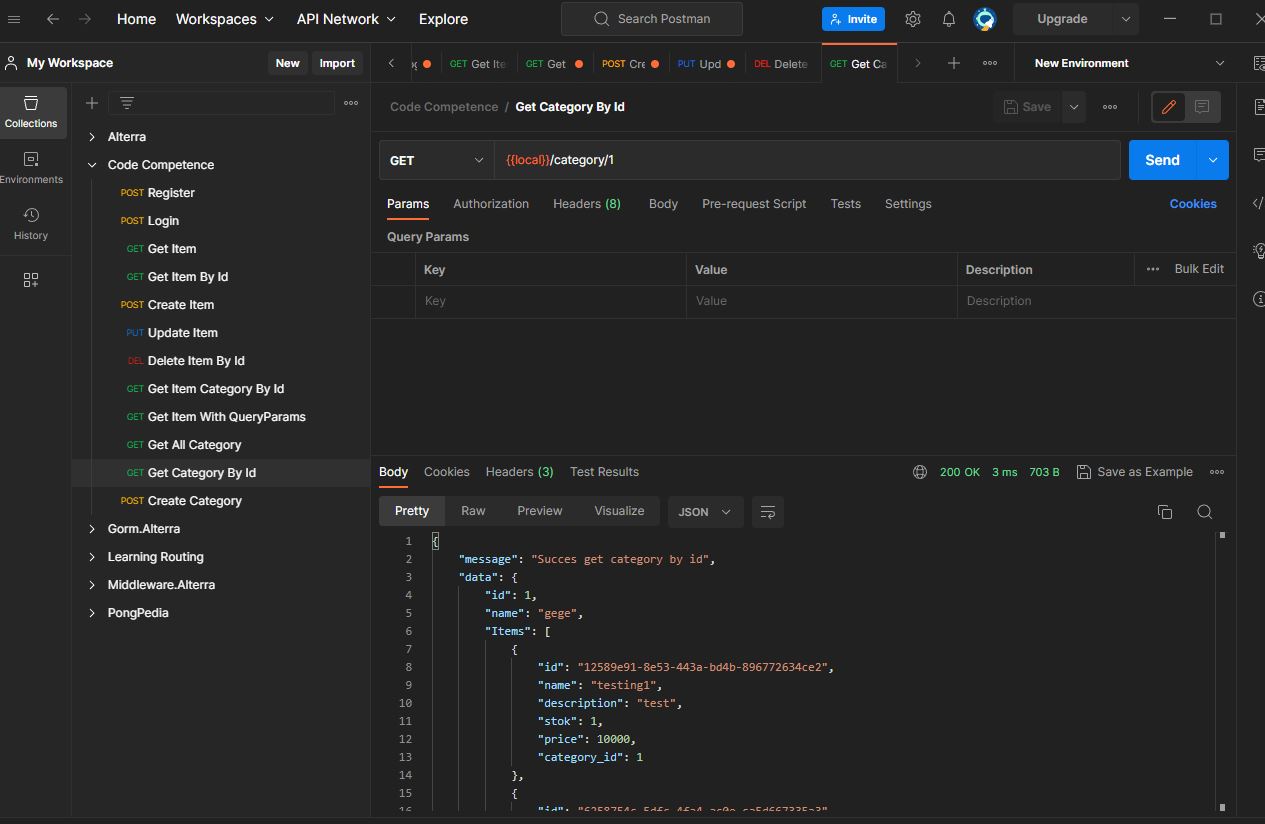 Home Workspaces API Network Explore Search Postman Invite Upgrade
My Workspace New Import GET Get Ite GET Get POST Cre PUT Upd DEL Delete GET Get Ca New Environment
Collections
Environments
History
Alterra
Code Competence
POST Register
POST Login
GET Get Item
GET Get Item By Id
POST Create Item
PUT Update Item
DEL Delete Item By Id
GET Get Item Category By Id
GET Get Item With QueryParams
GET Get All Category
GET Get Category By Id
POST Create Category
Gorm.Alterra
Learning Routing
Middleware.Alterra
PongPedia
Code Competence / Get Category By Id Save
GET {{local}}/category/1 Send
Params Authorization Headers (8) Body Pre-request Script Tests Settings Cookies
Query Params
Key Value Description Bulk Edit
Key Value Description
Body Cookies Headers (3) Test Results 200 OK 3 ms 703 B Save as Example
Pretty Raw Preview Visualize JSON
1 {
2 "message": "Succes get category by id",
3 "data": {
4 "id": 1,
5 "name": "gege",
6 "Items": [
7 {
8 "id": "12589e91-8e53-443a-bd4b-896772634ce2",
9 "name": "testing1",
10 "description": "test",
11 "stok": 1,
12 "price": 10000,
13 "category_id": 1
14 },
15 {
16 "id":